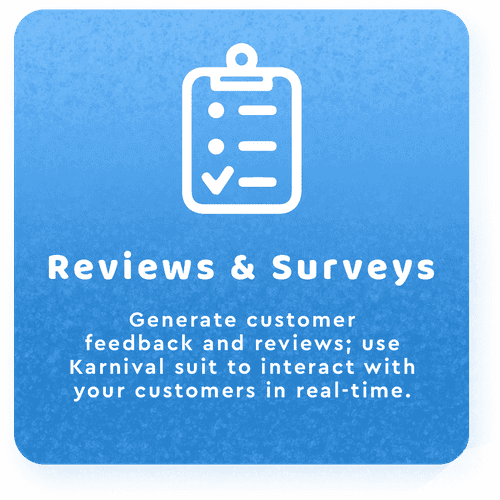 Reviews & Surveys
Generate customer
feedback and reviews; use
Karnival suit to interact with
your customers in real-time.